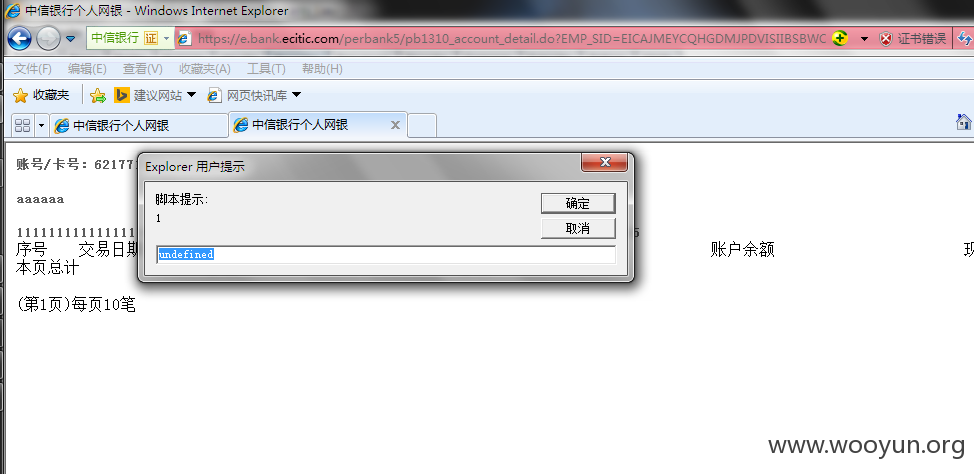 中信银行个人网银 - Windows Internet Explorer
中信银行 证 https://e.bank.ecitic.com/perbank5/pb1310_account_detail.do?EMP_SID=EICAJMEYCQHGDMJPDVISIIBSBWC 证书错误
文件(F) 编辑(E) 查看(V) 收藏夹(A) 工具(T) 帮助(H)
收藏夹 建议网站 网页快讯库
中信银行个人网银 中信银行个人网银
账号/卡号: 62177
Explorer 用户提示
脚本提示:
1
确定
取消
undefined
aaaaaa
序号 交易日期 账户余额 现
本页总计
(第1页)每页10笔
www.wooyun.org